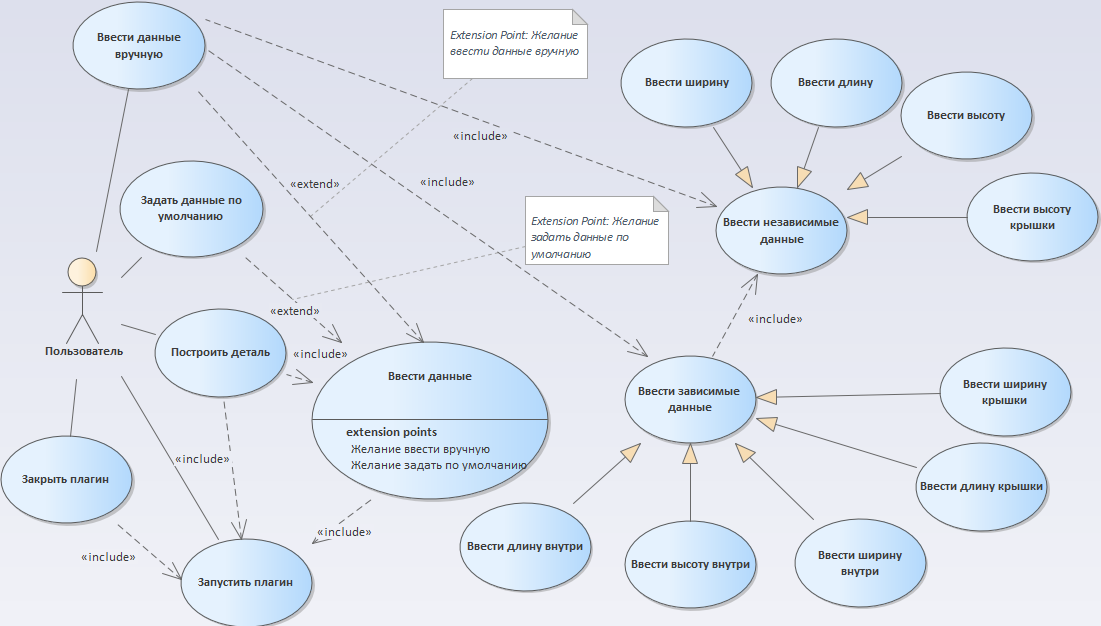 Ввести данные
вручную
Extension Point: Желание
ввести данные вручную
Ввести ширину
Ввести длину
Ввести высоту
«include»
«include»
«extend»
Задать данные по
умолчанию
Extension Point: Желание
задать данные по
умолчанию
Ввести независимые
данные
Ввести высоту
крышки
Пользователь
«extend»
«include»
«include»
Построить деталь
Ввести данные
extension points
Желание ввести вручную
Желание задать по умолчанию
Ввести зависимые
данные
Ввести ширину
крышки
Закрыть плагин
«include»
Ввести длину крышки
«include»
«include»
Ввести длину внутри
Ввести высоту внутри
Ввести ширину
внутри
Запустить плагин